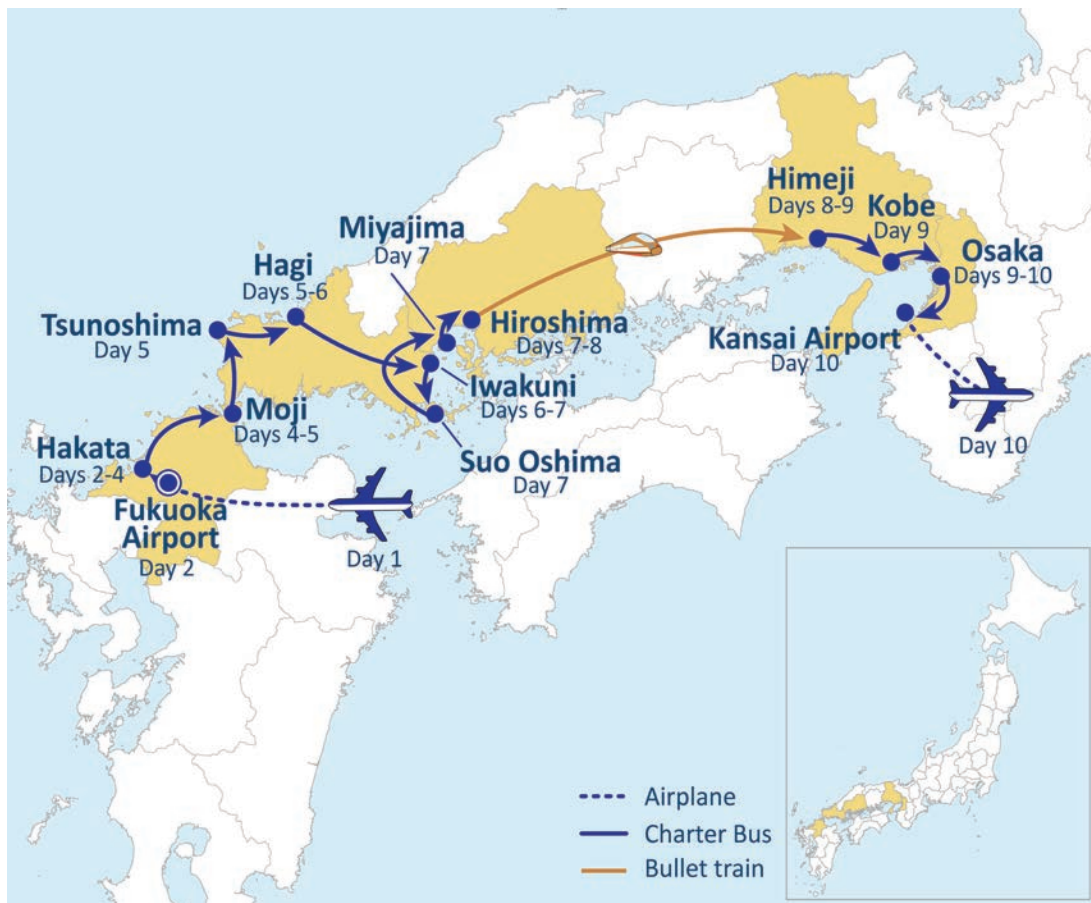 Himeji
Days 8-9
Kobe
Day 9
Miyajima
Day 7
Osaka
Days 9-10
Hagi
Days 5-6
Tsunoshima
Day 5
Hiroshima
Days 7-8
Kansai Airport
Day 10
Iwakuni
Days 6-7
Moji
Days 4-5
Hakata
Days 2-4
Suo Oshima
Day 7
Day 10
Fukuoka
Airport
Day 2
Day 1
Airplane
Charter Bus
Bullet train